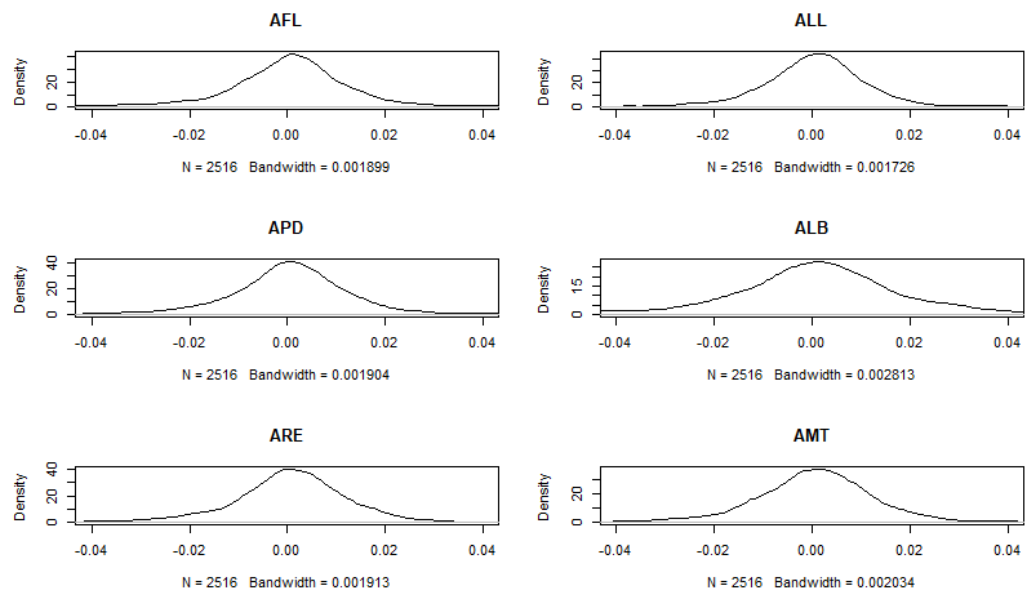 AFL
Density
20
0
-0.04 -0.02 0.00 0.02 0.04
N = 2516 Bandwidth = 0.001899
ALL
Density
20
0
-0.04 -0.02 0.00 0.02 0.04
N = 2516 Bandwidth = 0.001726
APD
Density
40
20
0
-0.04 -0.02 0.00 0.02 0.04
N = 2516 Bandwidth = 0.001904
ALB
Density
15
0
-0.04 -0.02 0.00 0.02 0.04
N = 2516 Bandwidth = 0.002813
ARE
Density
40
20
0
-0.04 -0.02 0.00 0.02 0.04
N = 2516 Bandwidth = 0.001913
AMT
Density
20
0
-0.04 -0.02 0.00 0.02 0.04
N = 2516 Bandwidth = 0.002034